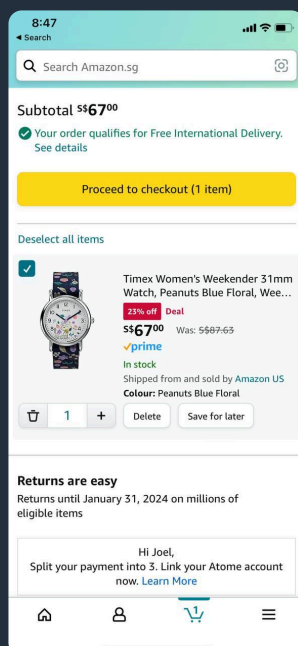 8:47
◀ Search
Search Amazon.sg
Subtotal S$67⁰⁰
Your order qualifies for Free International Delivery.
See details
Proceed to checkout (1 item)
Deselect all items
Timex Women's Weekender 31mm
Watch, Peanuts Blue Floral, Wee...
23% off Deal
S$67⁰⁰ Was: S$87.63
✓prime
In stock
Shipped from and sold by Amazon US
Colour: Peanuts Blue Floral
1 + Delete Save for later
Returns are easy
Returns until January 31, 2024 on millions of
eligible items
Hi Joel,
Split your payment into 3. Link your Atome account
now. Learn More
1